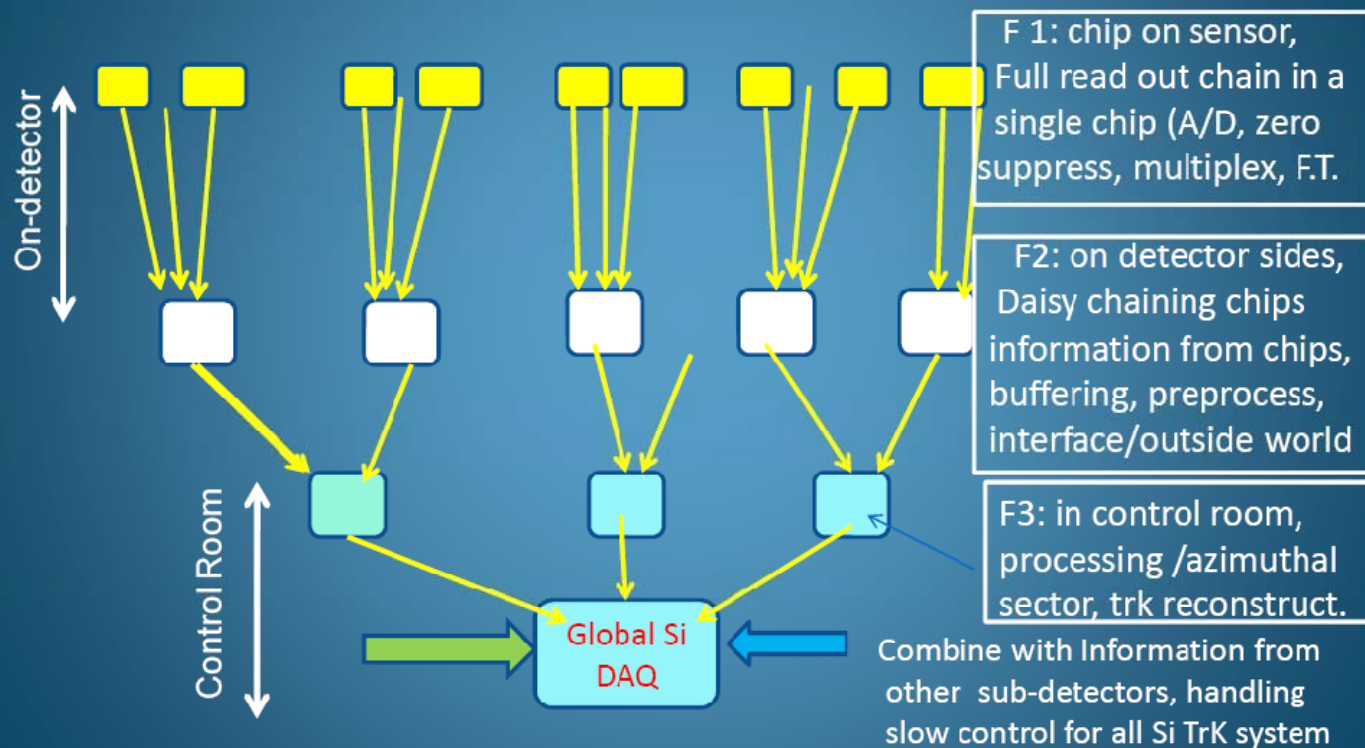 On-detector
F 1: chip on sensor,
Full read out chain in a
single chip (A/D, zero
suppress, multiplex, F.T.
F2: on detector sides,
Daisy chaining chips
information from chips,
buffering, preprocess,
interface/outside world
Control Room
F3: in control room,
processing /azimuthal
sector, trk reconstruct.
Global Si
DAQ
Combine with Information from
other sub-detectors, handling
slow control for all Si TrK system